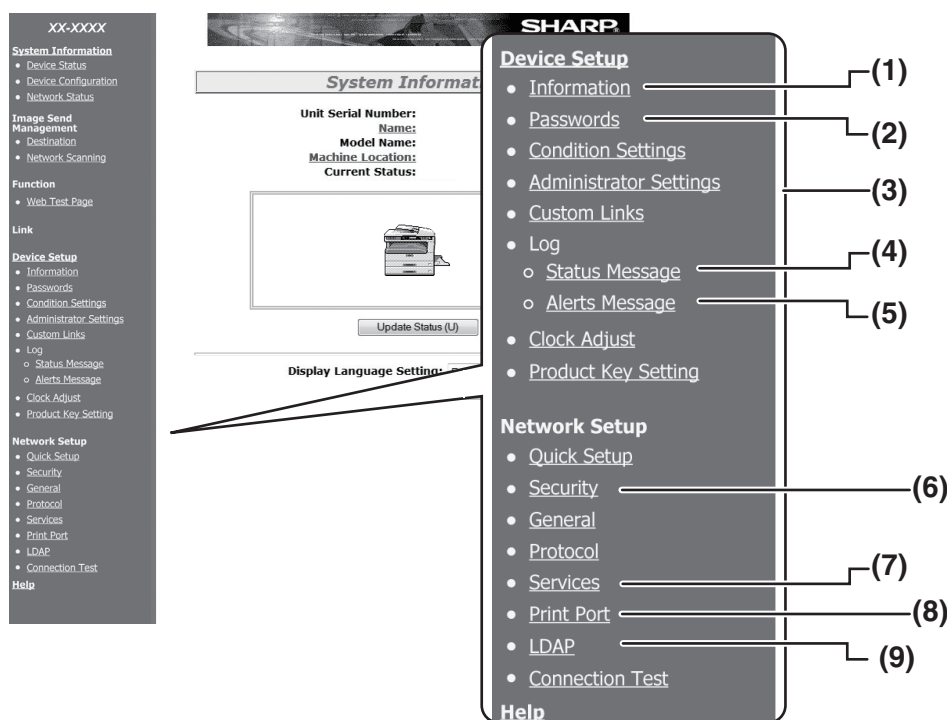 XX-XXXX
System Information
• Device Status
• Device Configuration
• Network Status
Image Send
Management
• Destination
• Network Scanning
Function
• Web Test Page
Link
Device Setup
• Information
• Passwords
• Condition Settings
• Administrator Settings
• Custom Links
• Log
○ Status Message
○ Alerts Message
• Clock Adjust
• Product Key Setting
Network Setup
• Quick Setup
• Security
• General
• Protocol
• Services
• Print Port
• LDAP
• Connection Test
Help
SHARP
System Informat
Unit Serial Number:
Name:
Model Name:
Machine Location:
Current Status:
Update Status (U)
Display Language Setting:
Device Setup
• Information (1)
• Passwords (2)
• Condition Settings
• Administrator Settings (3)
• Custom Links
• Log
○ Status Message (4)
○ Alerts Message (5)
• Clock Adjust
• Product Key Setting
Network Setup
• Quick Setup
• Security (6)
• General
• Protocol
• Services (7)
• Print Port (8)
• LDAP (9)
• Connection Test
Help